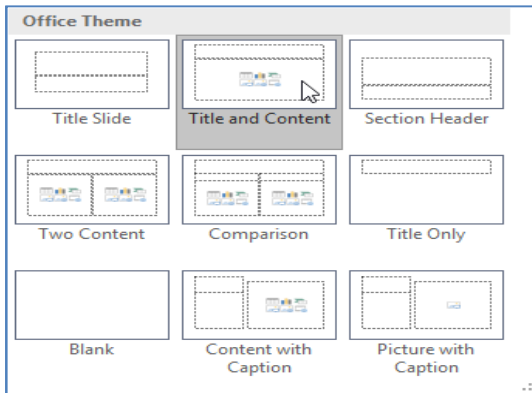 Office Theme
Title Slide
Title and Content
Section Header
Two Content
Comparison
Title Only
Blank
Content with
Caption
Picture with
Caption